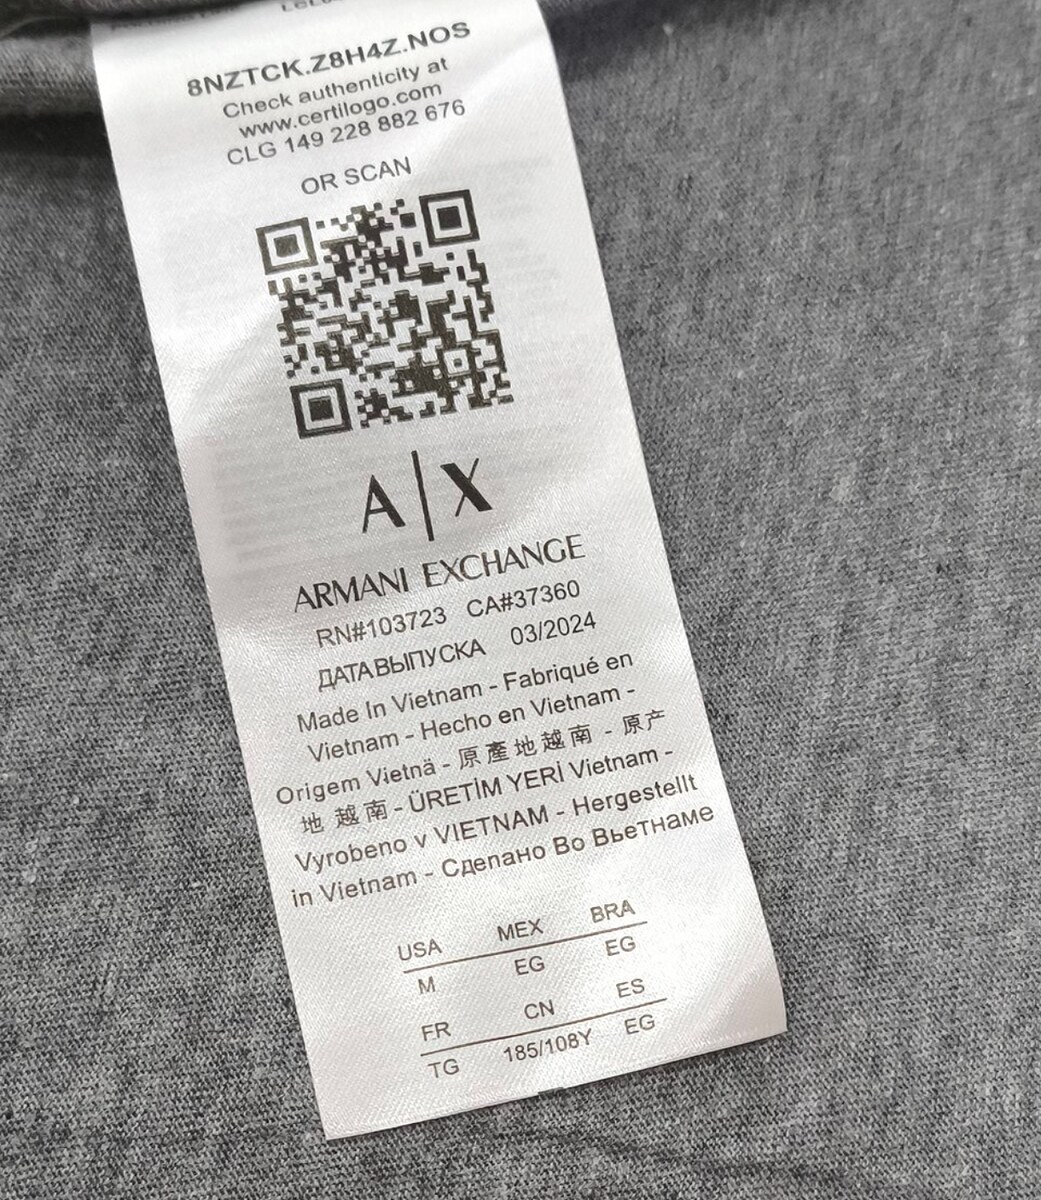 8NZTCK.Z8H4Z.NOS
Check authenticity at
www.certilogo.com
CLG 149 228 882 676
OR SCAN
A|X
ARMANI EXCHANGE
RN#103723 CA#37360
ДАТА ВЫПУСКА 03/2024
Made In Vietnam - Fabriqué en
Vietnam - Hecho en Vietnam -
Origem Vietnã - 原產地越南 - 原产
地 越南 - ÜRETİM YERİ Vietnam -
Vyrobeno v VIETNAM - Hergestellt
in Vietnam - Сделано Во Вьетнаме
USA MEX BRA
M EG EG
FR CN ES
TG 185/108Y EG